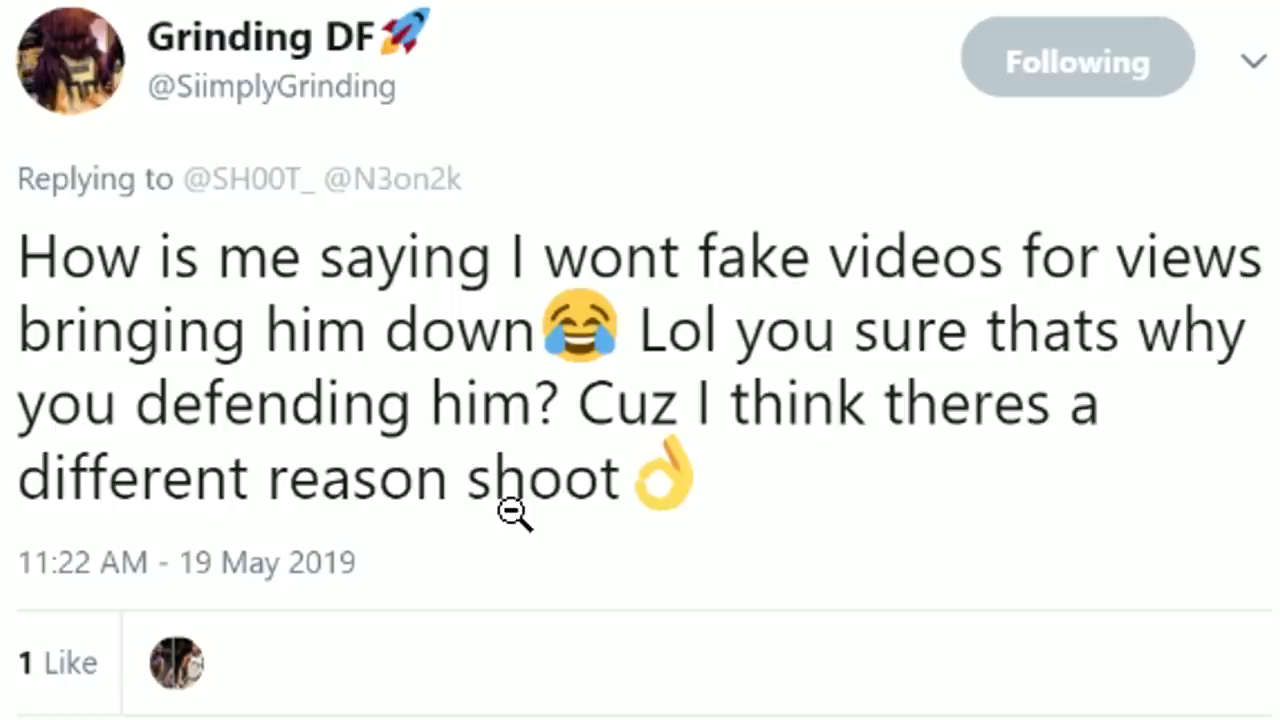 Grinding DF🚀
@SiimplyGrinding
Following
Replying to @SH00T_ @N3on2k
How is me saying I wont fake videos for views
bringing him down😂 Lol you sure thats why
you defending him? Cuz I think theres a
different reason shoot👌
11:22 AM - 19 May 2019
1 Like